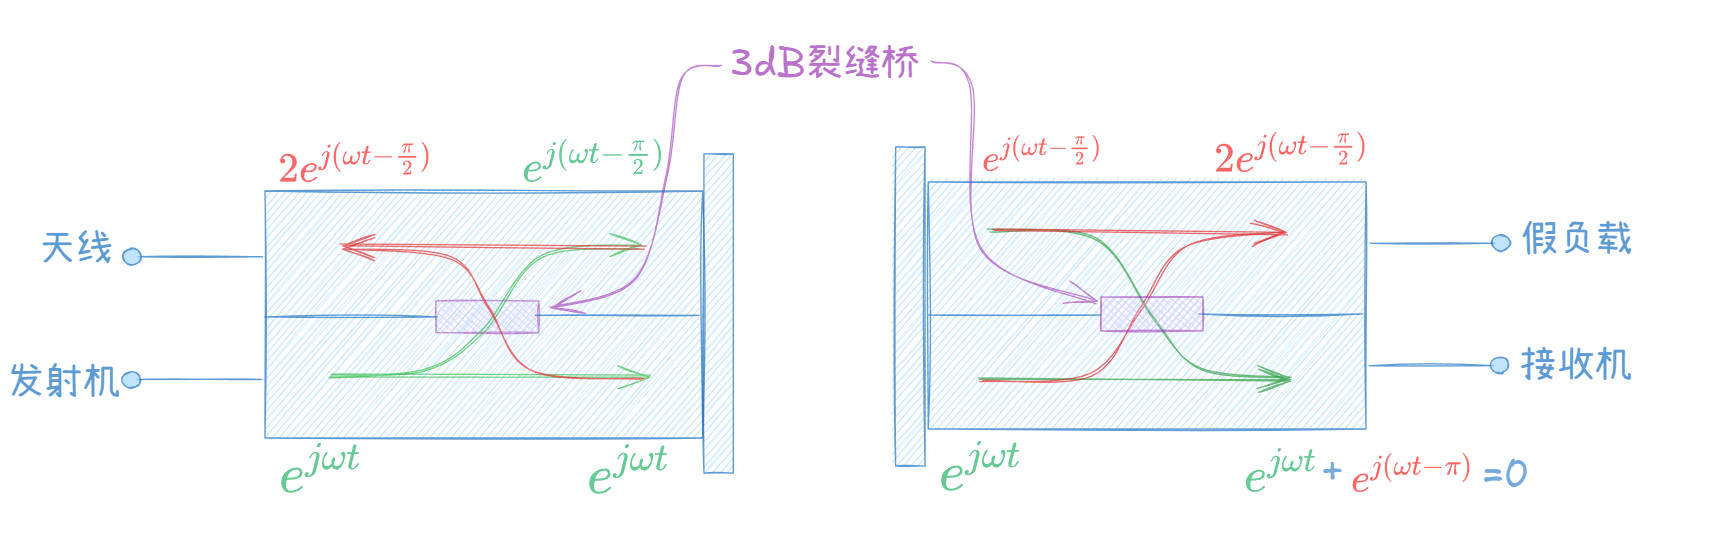 3dB裂缝桥
$2e^{j(\omega t-\frac{\pi}{2})}$
$e^{j(\omega t-\frac{\pi}{2})}$
$e^{j(\omega t-\frac{\pi}{2})}$
$2e^{j(\omega t-\frac{\pi}{2})}$
天线
假负载
发射机
接收机
$e^{j\omega t}$
$e^{j\omega t}$
$e^{j\omega t}$
$e^{j\omega t}+e^{j(\omega t-\pi)}=0$